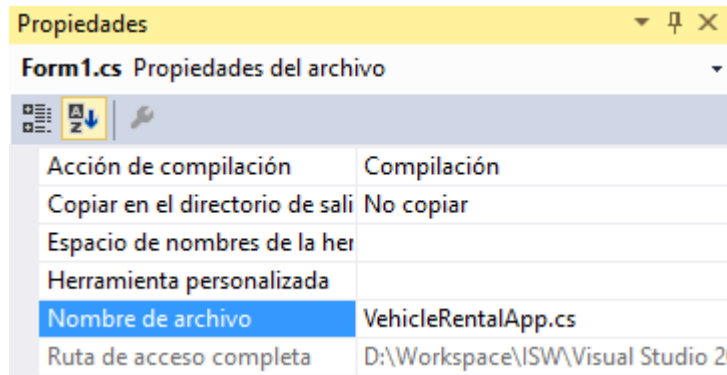 Propiedades
Form1.cs Propiedades del archivo
Acción de compilación Compilación
Copiar en el directorio de sali No copiar
Espacio de nombres de la her
Herramienta personalizada
Nombre de archivo VehicleRentalApp.cs
Ruta de acceso completa D:\Workspace\ISW\Visual Studio 2